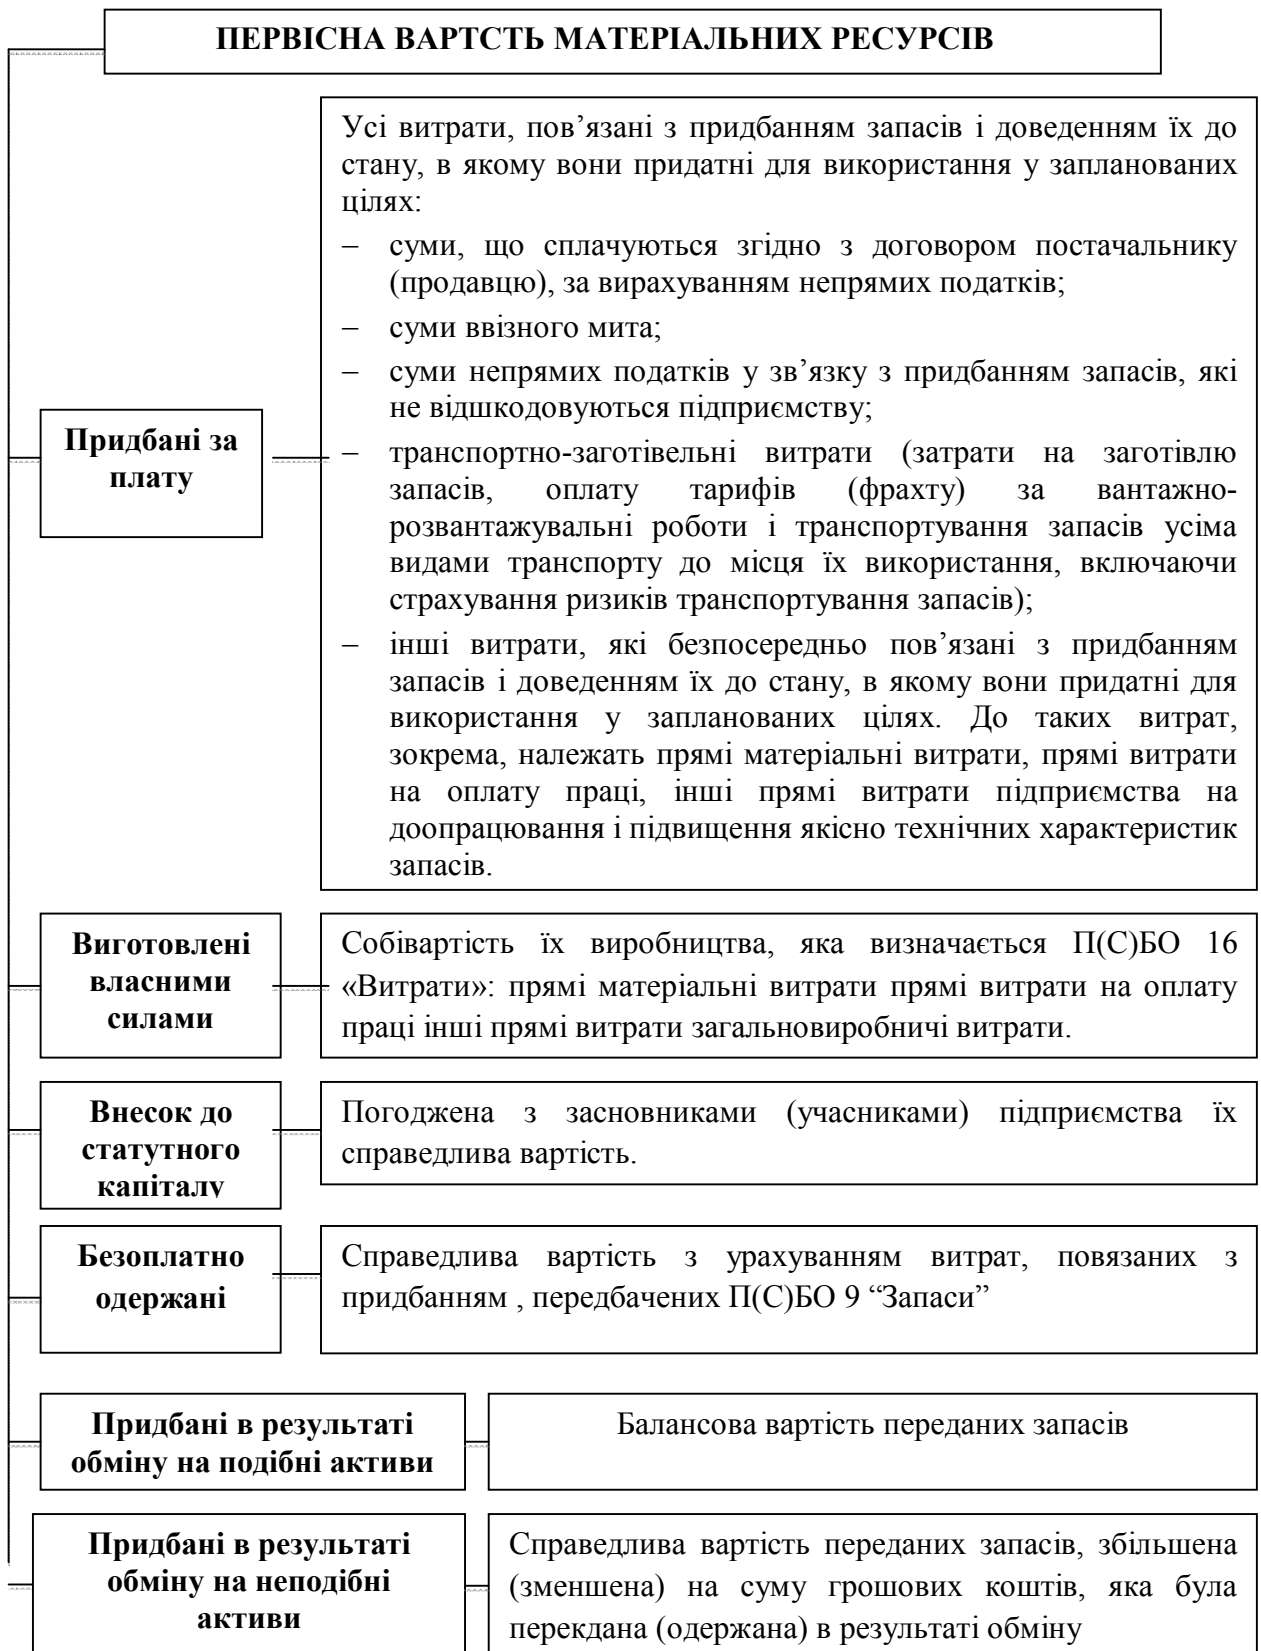 ПЕРВІСНА ВАРТСТЬ МАТЕРІАЛЬНИХ РЕСУРСІВ
Придбані за
плату
Усі витрати, пов’язані з придбанням запасів і доведенням їх до
стану, в якому вони придатні для використання у запланованих
цілях:
− суми, що сплачуються згідно з договором постачальнику
(продавцю), за вирахуванням непрямих податків;
− суми ввізного мита;
− суми непрямих податків у зв’язку з придбанням запасів, які
не відшкодовуються підприємству;
− транспортно-заготівельні витрати (затрати на заготівлю
запасів, оплату тарифів (фрахту) за вантажно-
розвантажувальні роботи і транспортування запасів усіма
видами транспорту до місця їх використання, включаючи
страхування ризиків транспортування запасів);
− інші витрати, які безпосередньо пов’язані з придбанням
запасів і доведенням їх до стану, в якому вони придатні для
використання у запланованих цілях. До таких витрат,
зокрема, належать прямі матеріальні витрати, прямі витрати
на оплату праці, інші прямі витрати підприємства на
доопрацювання і підвищення якісно технічних характеристик
запасів.
Виготовлені
власними
силами
Собівартість їх виробництва, яка визначається П(С)БО 16
«Витрати»: прямі матеріальні витрати прямі витрати на оплату
праці інші прямі витрати загальновиробничі витрати.
Внесок до
статутного
капіталу
Погоджена з засновниками (учасниками) підприємства їх
справедлива вартість.
Безоплатно
одержані
Справедлива вартість з урахуванням витрат, повязаних з
придбанням , передбачених П(С)БО 9 “Запаси”
Придбані в результаті
обміну на подібні активи
Балансова вартість переданих запасів
Придбані в результаті
обміну на неподібні
активи
Справедлива вартість переданих запасів, збільшена
(зменшена) на суму грошових коштів, яка була
перекдана (одержана) в результаті обміну